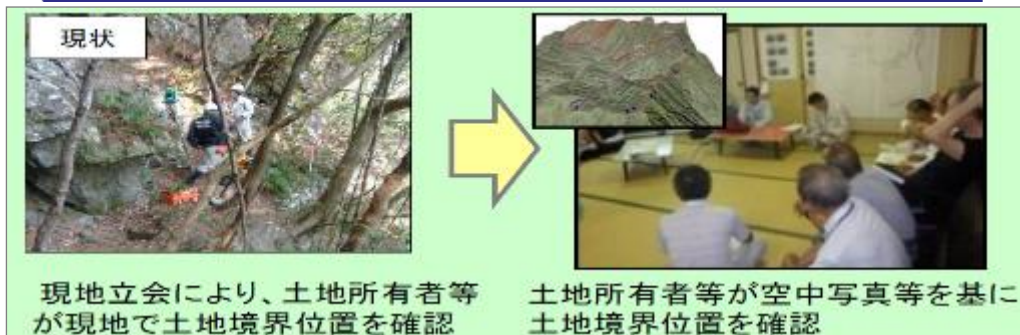 現状
現地立会により、土地所有者等
が現地で土地境界位置を確認
土地所有者等が空中写真等を基に
土地境界位置を確認